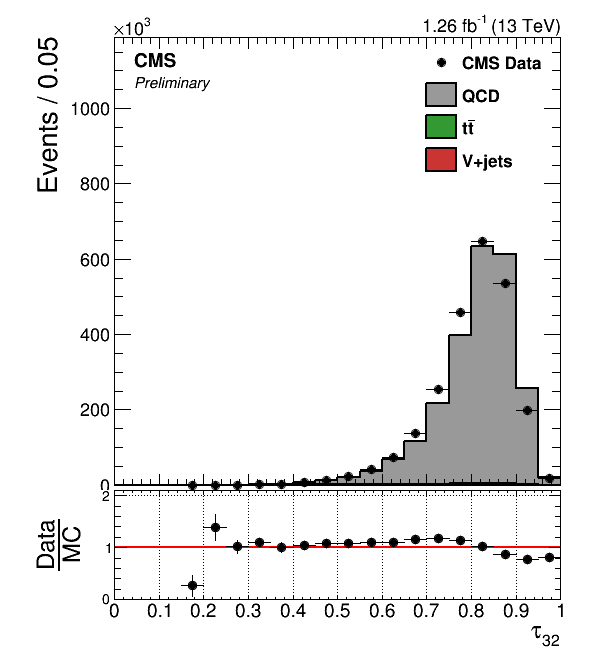 ×10³
1.26 fb⁻¹ (13 TeV)
CMS
Preliminary
CMS Data
QCD
tt̄
V+jets
Events / 0.05
1000
800
600
400
200
0
Data
MC
2
1
0
0 0.1 0.2 0.3 0.4 0.5 0.6 0.7 0.8 0.9 1
τ₃₂